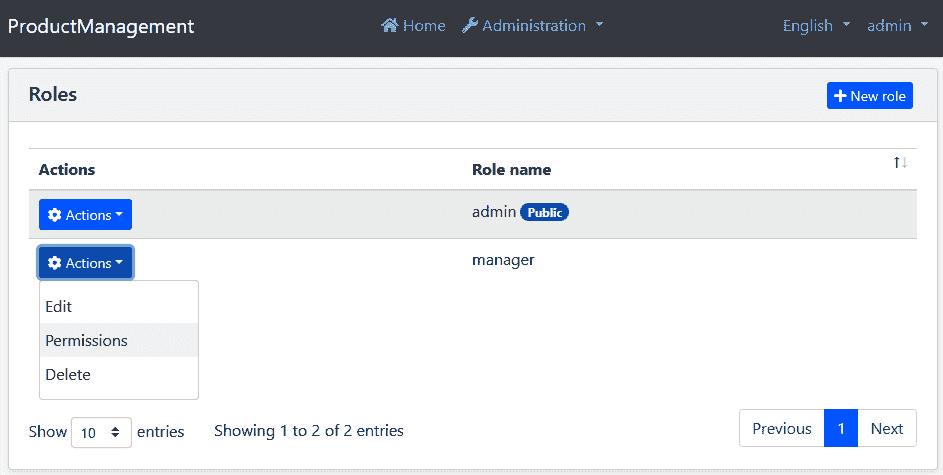 ProductManagement Home Administration English admin
Roles New role
Actions Role name
Actions admin Public
Actions manager
Edit
Permissions
Delete
Show 10 entries Showing 1 to 2 of 2 entries Previous 1 Next